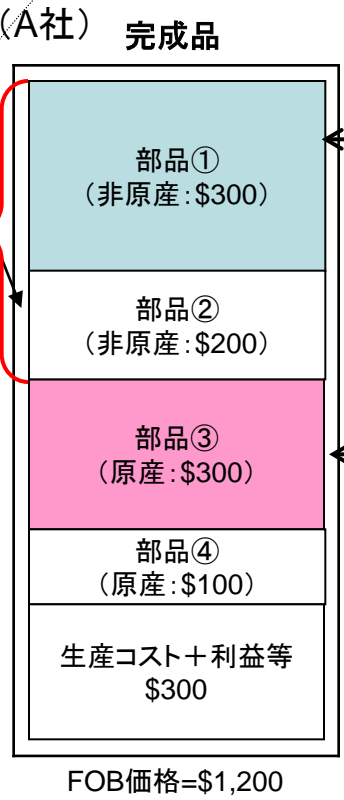 （A社）
完成品
部品①
（非原産：$300）
部品②
（非原産：$200）
部品③
（原産：$300）
部品④
（原産：$100）
生産コスト＋利益等
$300
FOB価格=$1,200